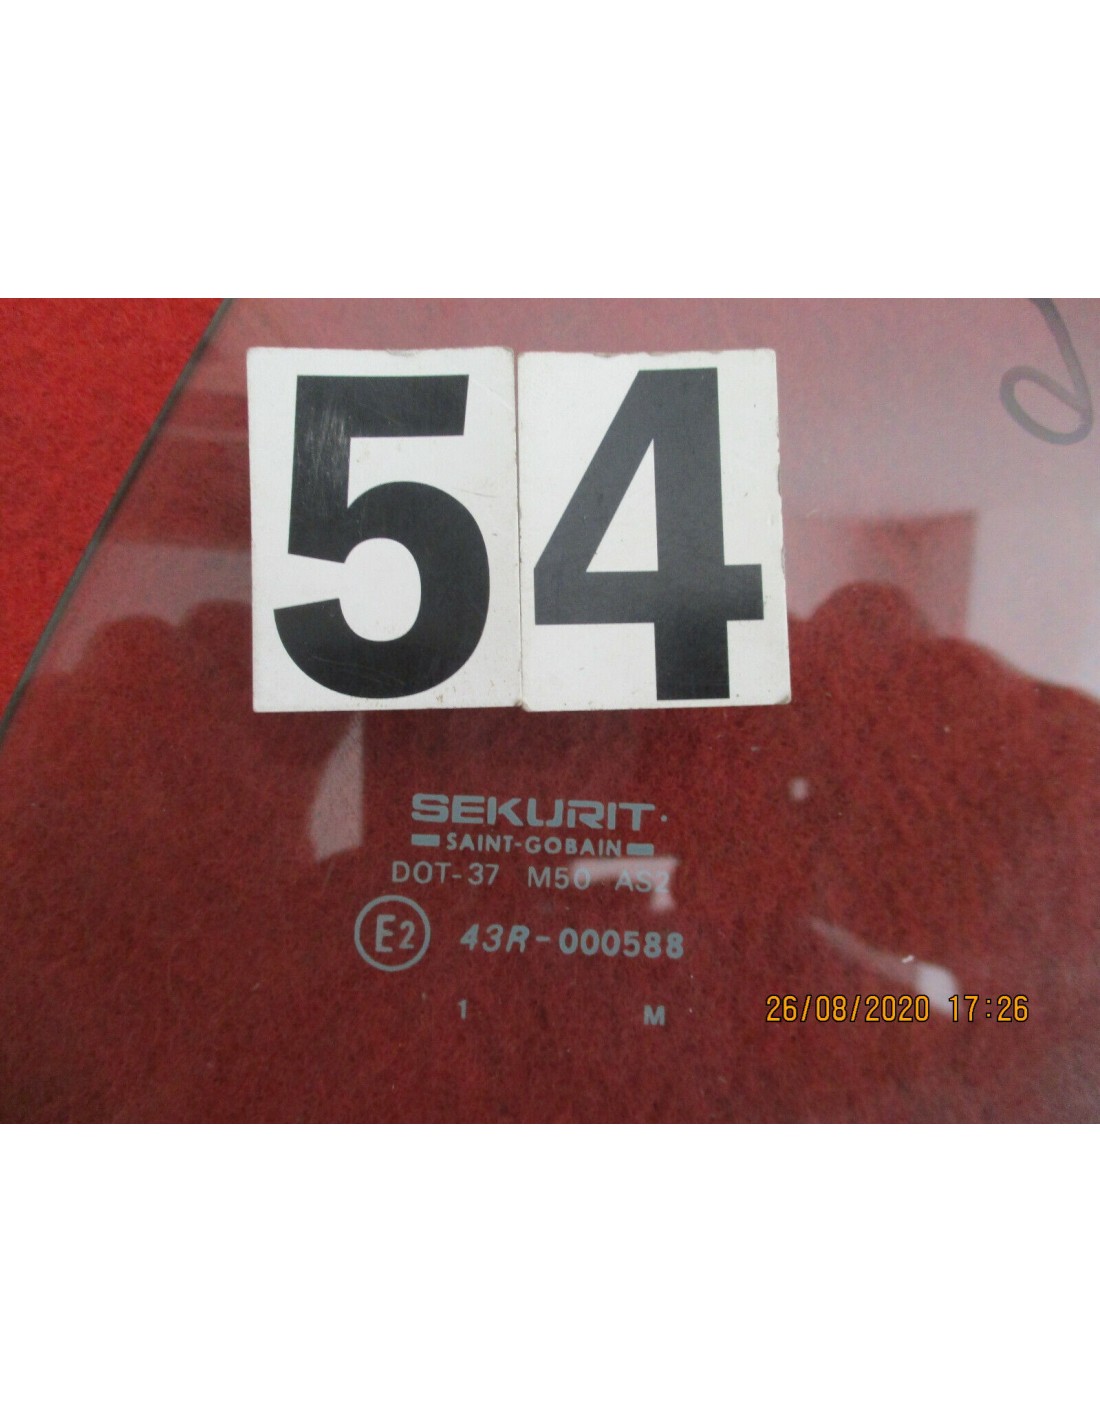 54
SEKURIT
SAINT-GOBAIN
DOT-37 M50 AS2
E2 43R-000588
1 M
26/08/2020 17:26